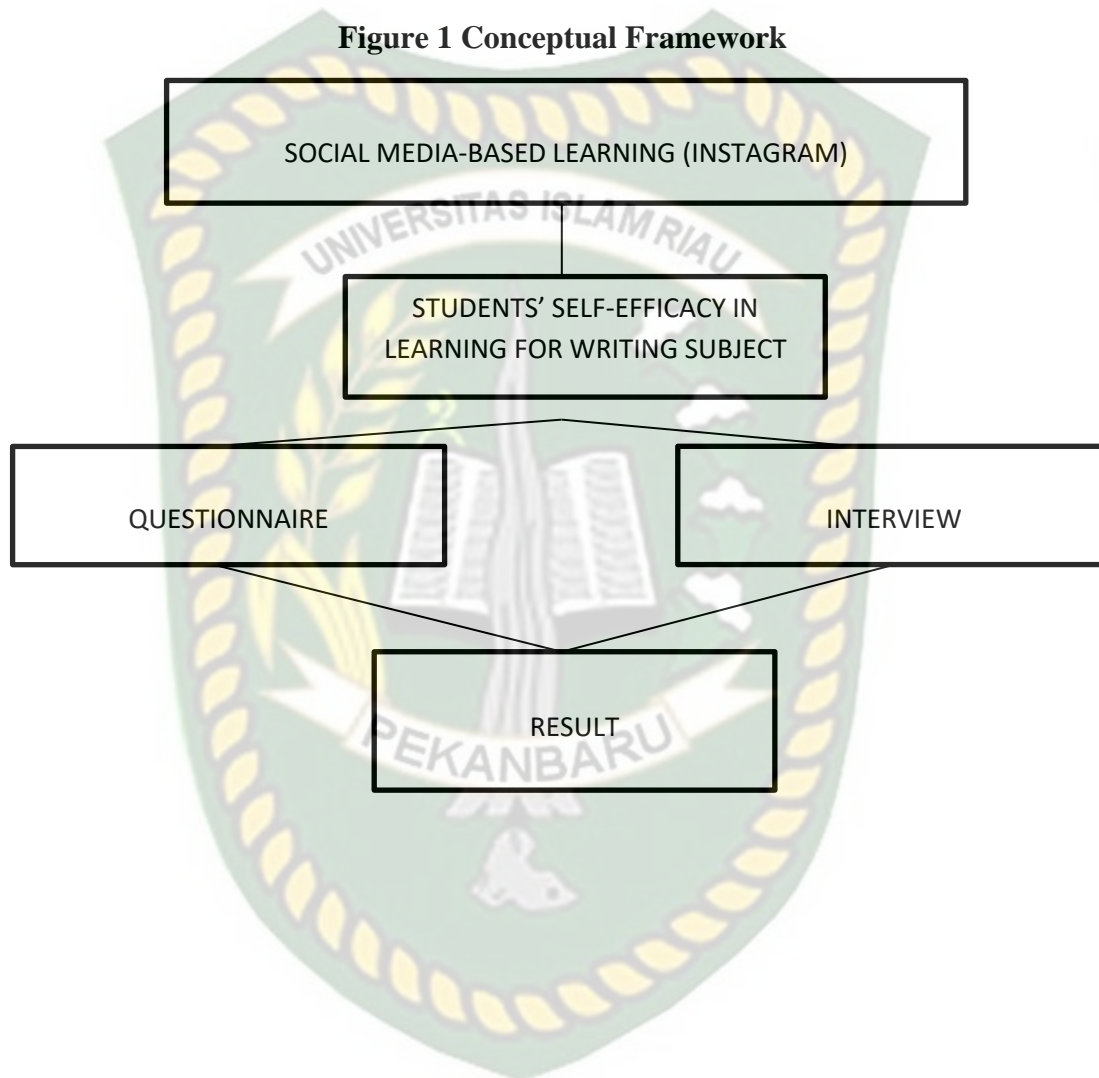 Figure 1 Conceptual Framework
SOCIAL MEDIA-BASED LEARNING (INSTAGRAM)
UNIVERSITAS ISLAM RIAU
STUDENTS’ SELF-EFFICACY IN
LEARNING FOR WRITING SUBJECT
QUESTIONNAIRE
INTERVIEW
RESULT
PEKANBARU